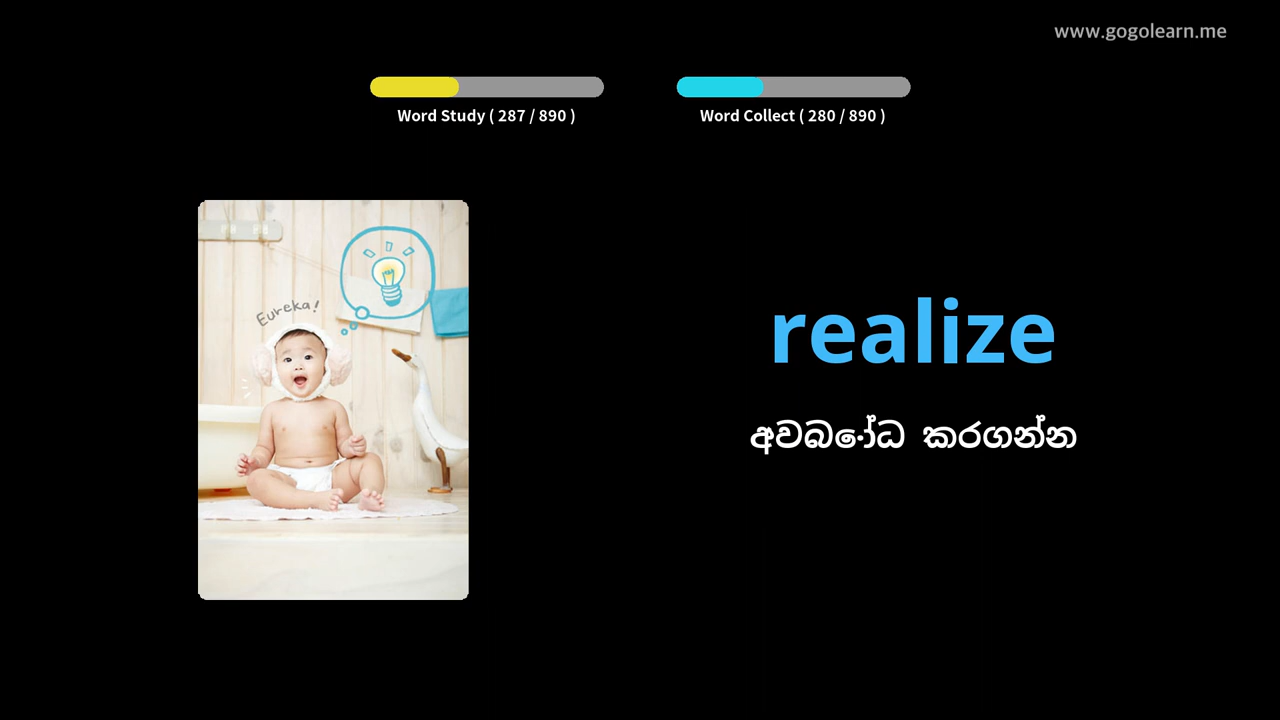 www.gogolearn.me
Word Study ( 287 / 890 )
Word Collect ( 280 / 890 )
Eureka!
realize
අවබෝධ කරගන්න